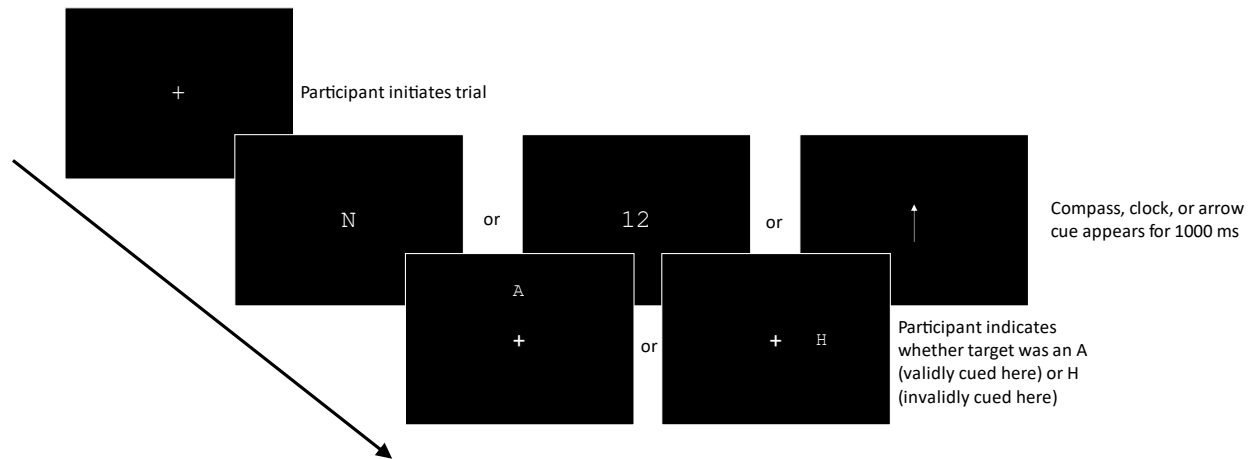 +
Participant initiates trial
N
or
12
or
Compass, clock, or arrow
cue appears for 1000 ms
A
+
or
+ H
Participant indicates
whether target was an A
(validly cued here) or H
(invalidly cued here)